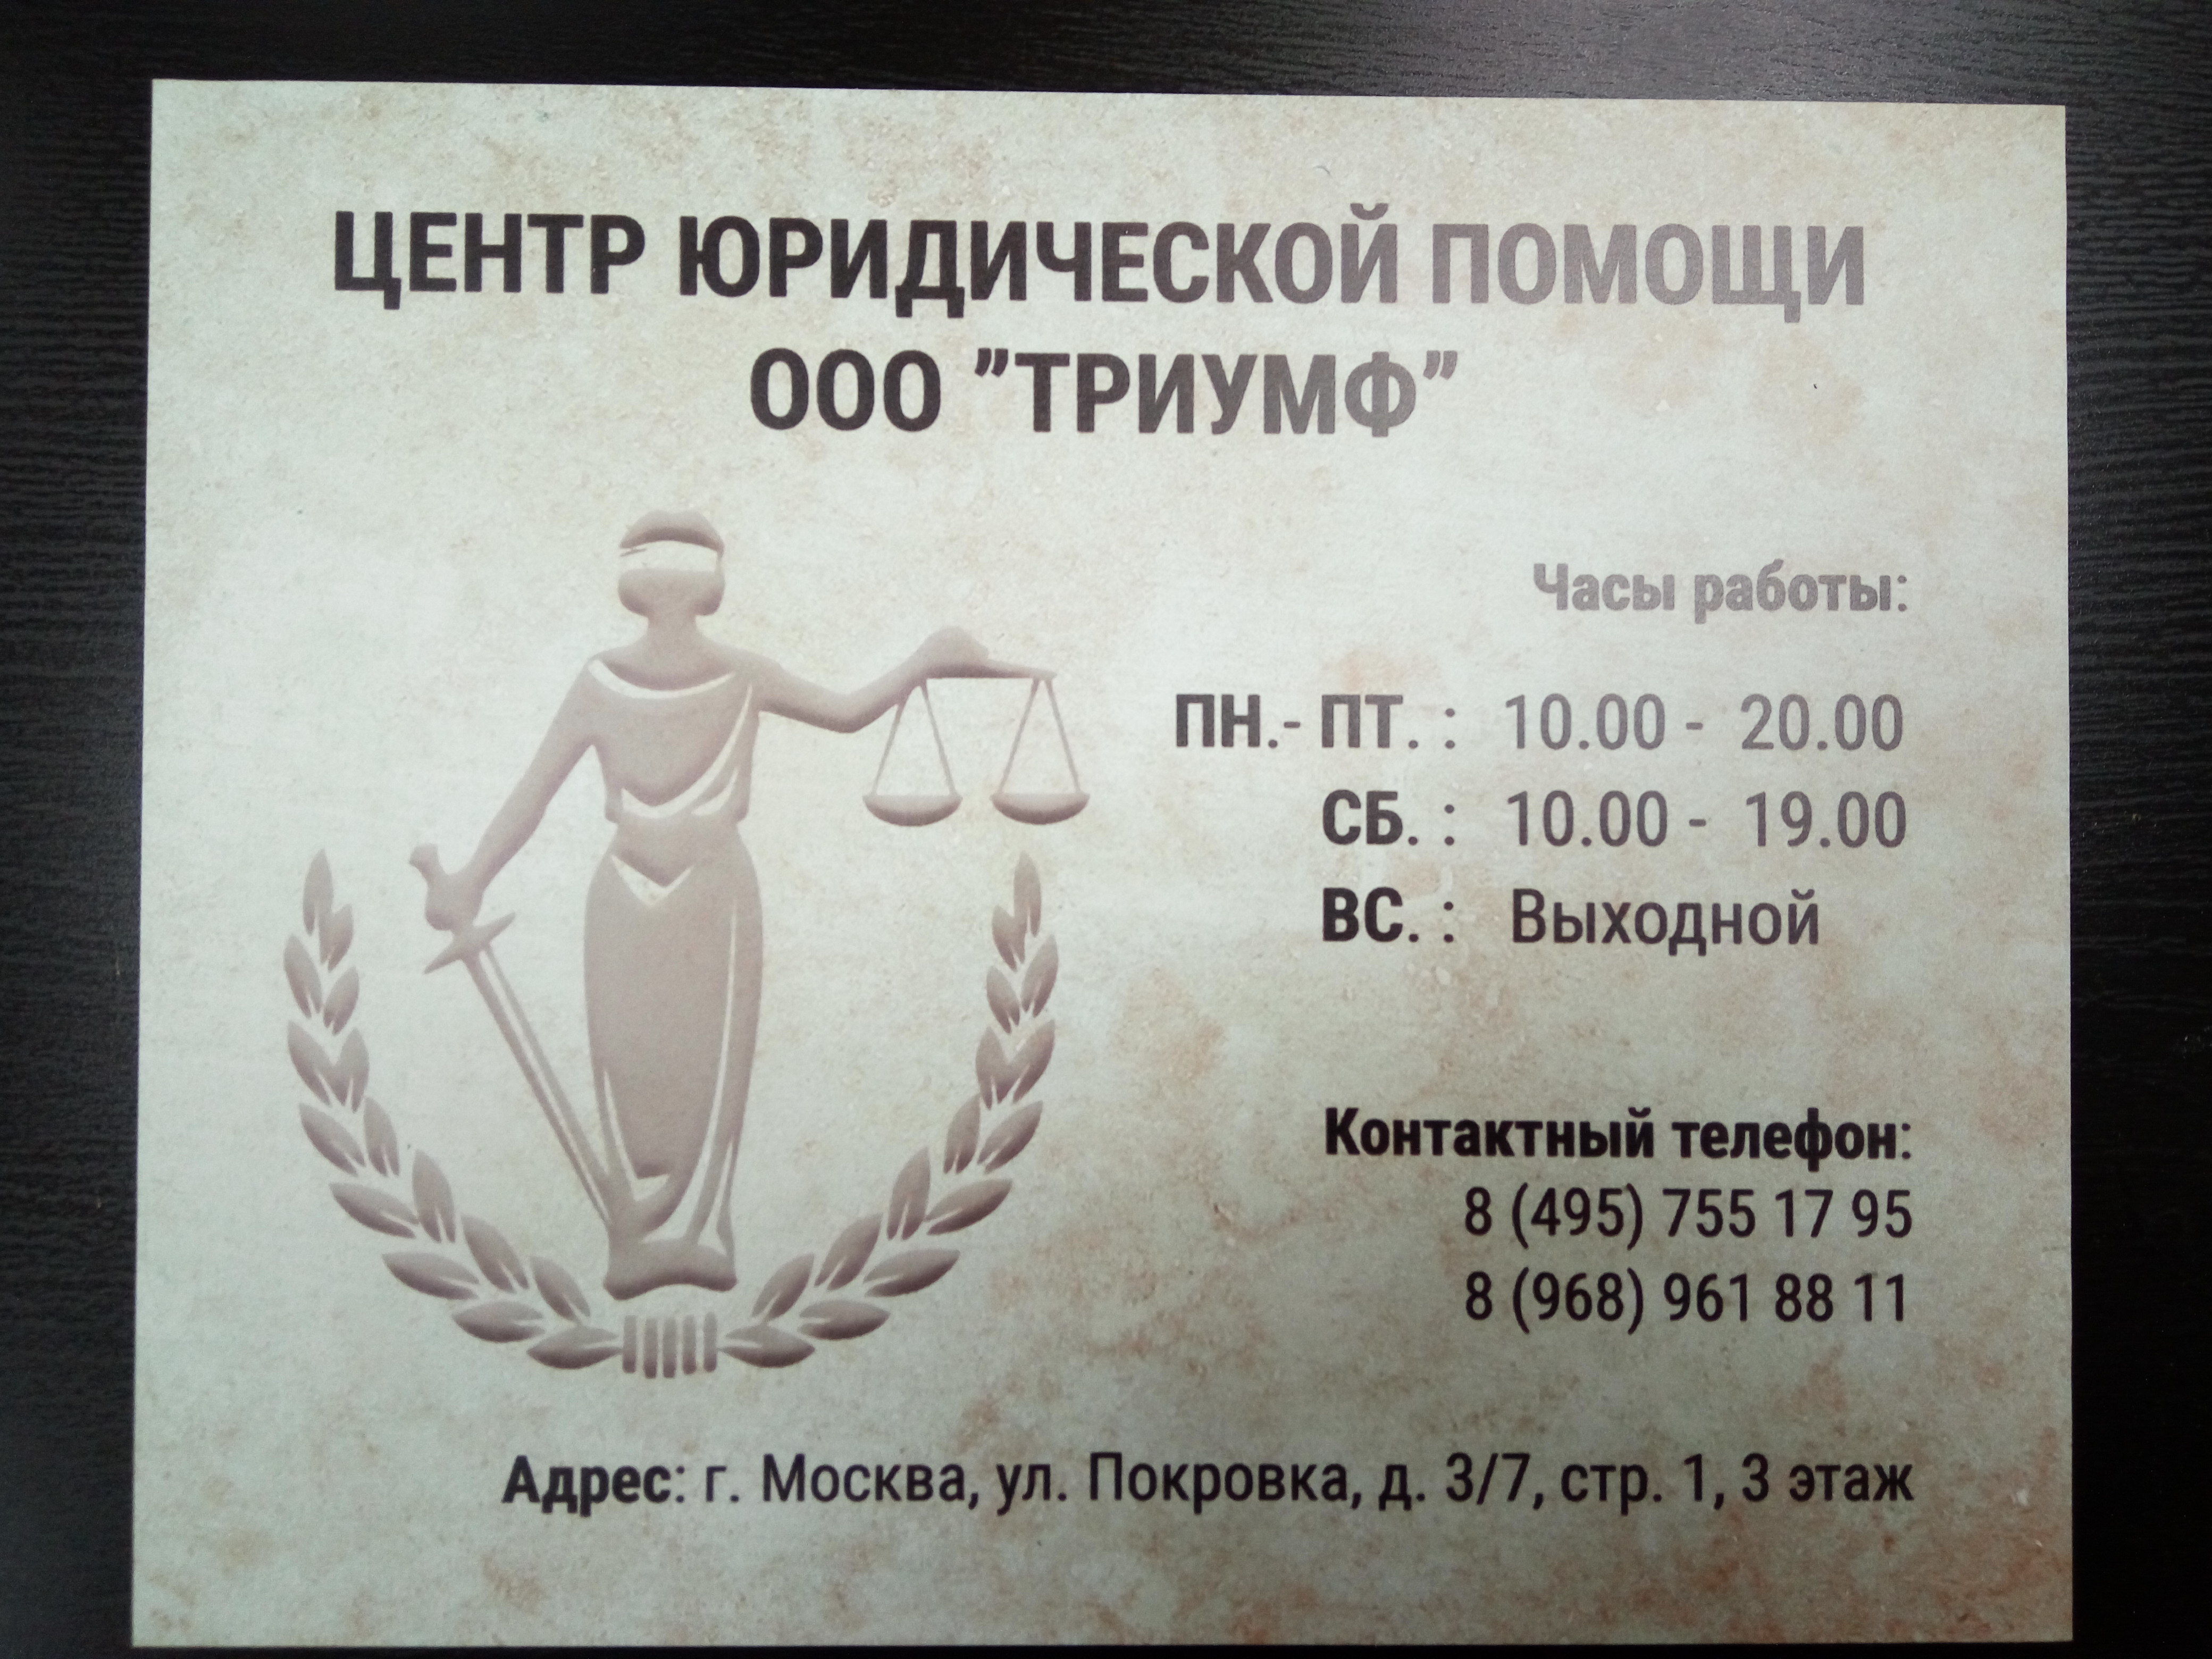 ЦЕНТР ЮРИДИЧЕСКОЙ ПОМОЩИ
ООО ”ТРИУМФ”
Часы работы:
ПН.- ПТ. : 10.00 - 20.00
СБ. : 10.00 - 19.00
ВС. : Выходной
Контактный телефон:
8 (495) 755 17 95
8 (968) 961 88 11
Адрес: г. Москва, ул. Покровка, д. 3/7, стр. 1, 3 этаж